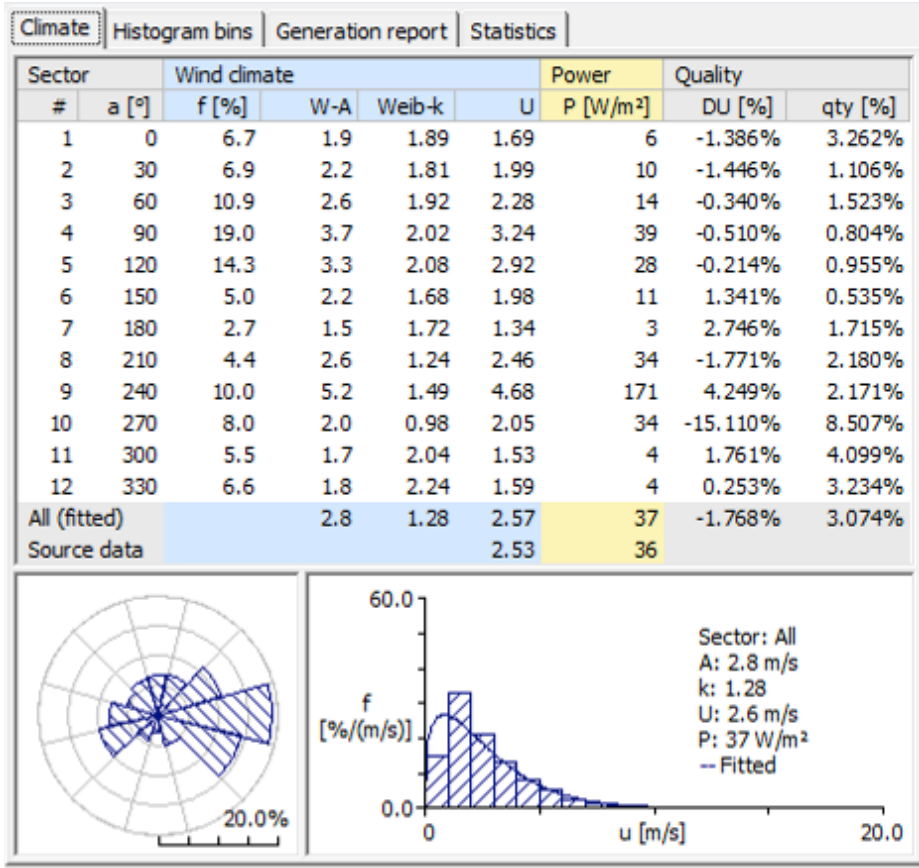 Climate Histogram bins Generation report Statistics
Sector Wind climate Power Quality
# a [°] f [%] W-A Weib-k U P [W/m²] DU [%] qty [%]
1 0 6.7 1.9 1.89 1.69 6 -1.386% 3.262%
2 30 6.9 2.2 1.81 1.99 10 -1.446% 1.106%
3 60 10.9 2.6 1.92 2.28 14 -0.340% 1.523%
4 90 19.0 3.7 2.02 3.24 39 -0.510% 0.804%
5 120 14.3 3.3 2.08 2.92 28 -0.214% 0.955%
6 150 5.0 2.2 1.68 1.98 11 1.341% 0.535%
7 180 2.7 1.5 1.72 1.34 3 2.746% 1.715%
8 210 4.4 2.6 1.24 2.46 34 -1.771% 2.180%
9 240 10.0 5.2 1.49 4.68 171 4.249% 2.171%
10 270 8.0 2.0 0.98 2.05 34 -15.110% 8.507%
11 300 5.5 1.7 2.04 1.53 4 1.761% 4.099%
12 330 6.6 1.8 2.24 1.59 4 0.253% 3.234%
All (fitted) 2.8 1.28 2.57 37 -1.768% 3.074%
Source data 2.53 36
20.0%
60.0
f
[%/(m/s)]
0.0
0 u [m/s] 20.0
Sector: All
A: 2.8 m/s
k: 1.28
U: 2.6 m/s
P: 37 W/m²
-- Fitted